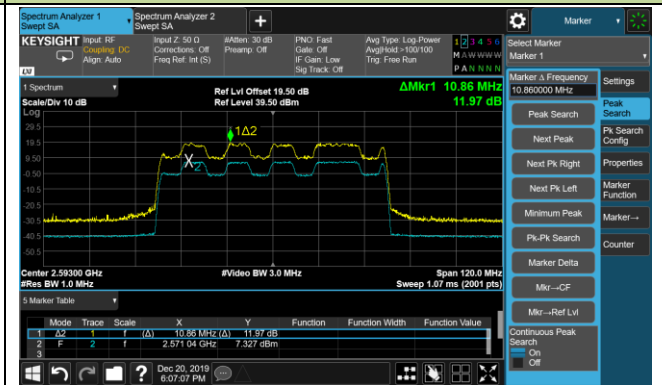 Spectrum Analyzer 1
Swept SA
Spectrum Analyzer 2
Swept SA
+
Marker
KEYSIGHT
Input: RF
Coupling: DC
Align: Auto
Input Z: 50 Ω
Corrections: Off
Freq Ref: Int (S)
#Atten: 30 dB
Preamp: Off
PNO: Fast
Gate: Off
IF Gain: Low
Sig Track: Off
Avg Type: Log-Power
Avg|Hold:>100/100
Trig: Free Run
1 2 3 4 5 6
M A W W W W
P A N N N N
LXI
Select Marker
Marker 1
1 Spectrum
Scale/Div 10 dB
Log
Ref Lvl Offset 19.50 dB
Ref Level 39.50 dBm
ΔMkr1 10.86 MHz
11.97 dB
29.5
19.5
9.50
-0.50
-10.5
-20.5
-30.5
-40.5
-50.5
1Δ2
X2
Center 2.59300 GHz
#Res BW 1.0 MHz
#Video BW 3.0 MHz
Span 120.0 MHz
Sweep 1.07 ms (2001 pts)
5 Marker Table
Mode Trace Scale X Y Function Function Width Function Value
1 Δ2 1 f (Δ) 10.86 MHz (Δ) 11.97 dB
2 F 2 f 2.571 04 GHz 7.327 dBm
3
Marker Δ Frequency
10.860000 MHz
Peak Search
Next Peak
Next Pk Right
Next Pk Left
Minimum Peak
Pk-Pk Search
Marker Delta
Mkr→CF
Mkr→Ref Lvl
Continuous Peak
Search
On
Off
Settings
Peak
Search
Pk Search
Config
Properties
Marker
Function
Marker→
Counter
?
Dec 20, 2019
6:07:07 PM